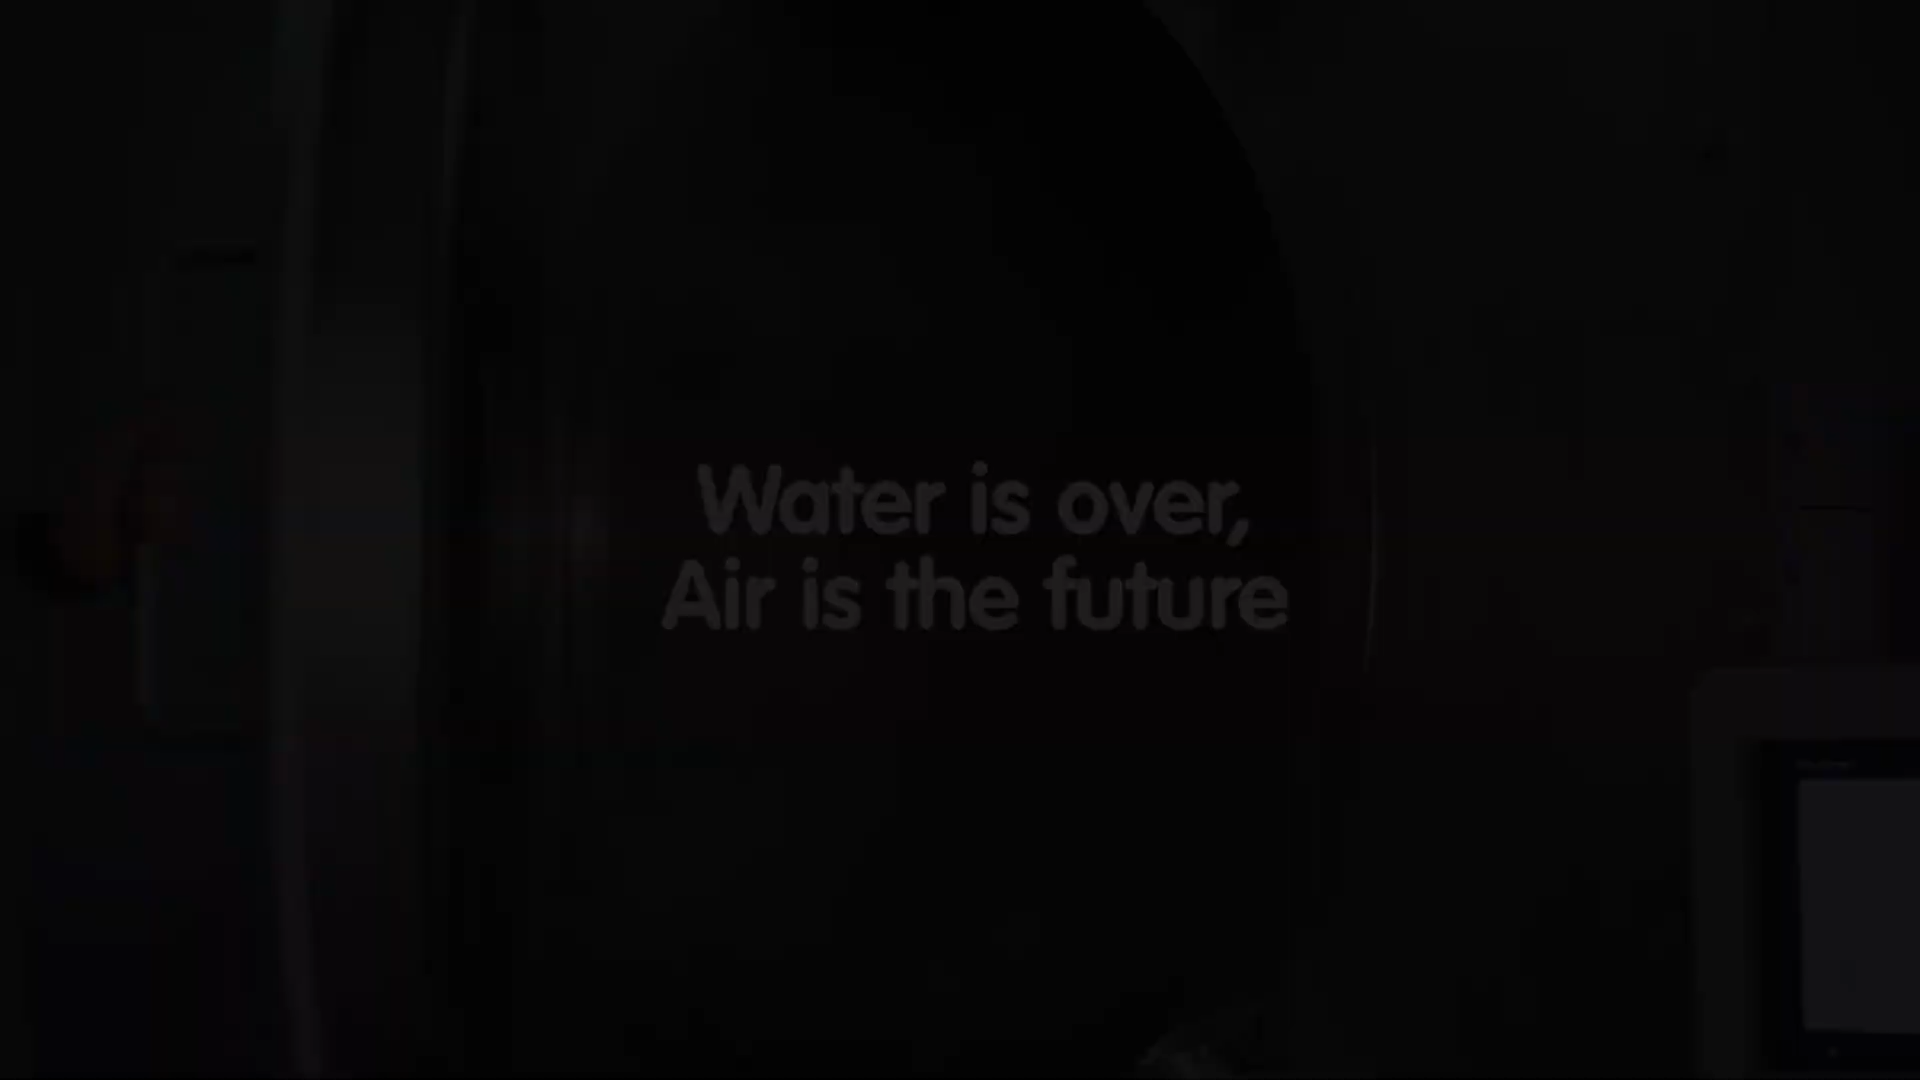 Water is over,
Air is the future